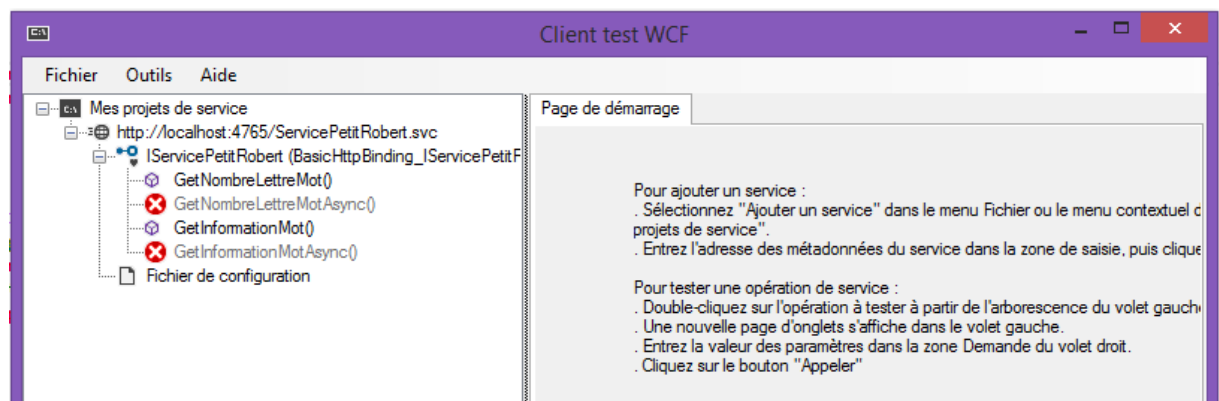 Client test WCF
Fichier Outils Aide
Mes projets de service
http://localhost:4765/ServicePetitRobert.svc
IServicePetitRobert (BasicHttpBinding_IServicePetitF
GetNombreLettreMot()
GetNombreLettreMotAsync()
GetInformationMot()
GetInformationMotAsync()
Fichier de configuration
Page de démarrage
Pour ajouter un service :
. Sélectionnez "Ajouter un service" dans le menu Fichier ou le menu contextuel d
projets de service".
. Entrez l'adresse des métadonnées du service dans la zone de saisie, puis clique
Pour tester une opération de service :
. Double-cliquez sur l'opération à tester à partir de l'arborescence du volet gauch
. Une nouvelle page d'onglets s'affiche dans le volet gauche.
. Entrez la valeur des paramètres dans la zone Demande du volet droit.
. Cliquez sur le bouton "Appeler"